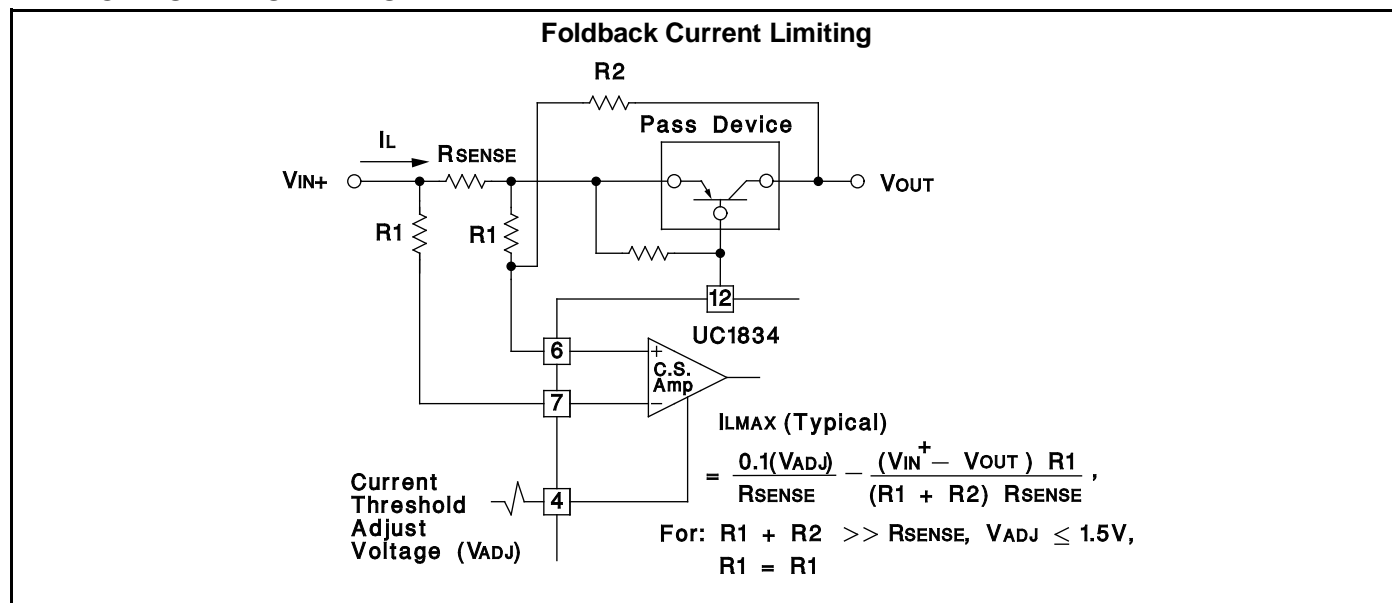 Foldback Current Limiting
R2
Pass Device
IL
RSENSE
VIN+
VOUT
R1
R1
12
UC1834
6
+
C.S.
Amp
7
−
ILMAX (Typical)
= 0.1(VADJ) / RSENSE − (VIN+ − VOUT) R1 / (R1 + R2) RSENSE ,
Current
Threshold
Adjust
Voltage (VADJ)
4
For: R1 + R2 >> RSENSE, VADJ ≤ 1.5V,
R1 = R1